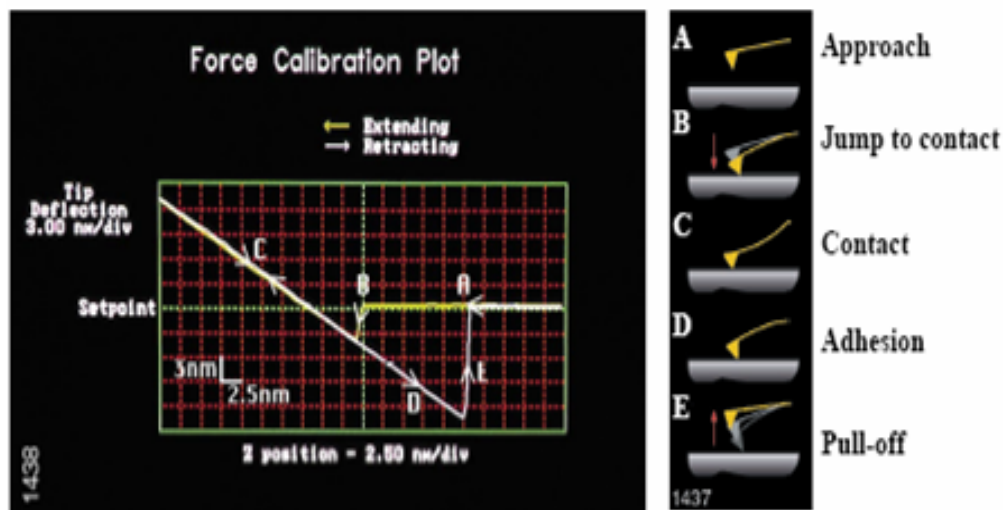 Force Calibration Plot
Extending
Retracting
Tip
Deflection
3.00 nm/div
C
B
A
Setpoint
3nm
2.5nm
D
E
Z position - 2.50 nm/div
1438
A
Approach
B
Jump to contact
C
Contact
D
Adhesion
E
Pull-off
1437